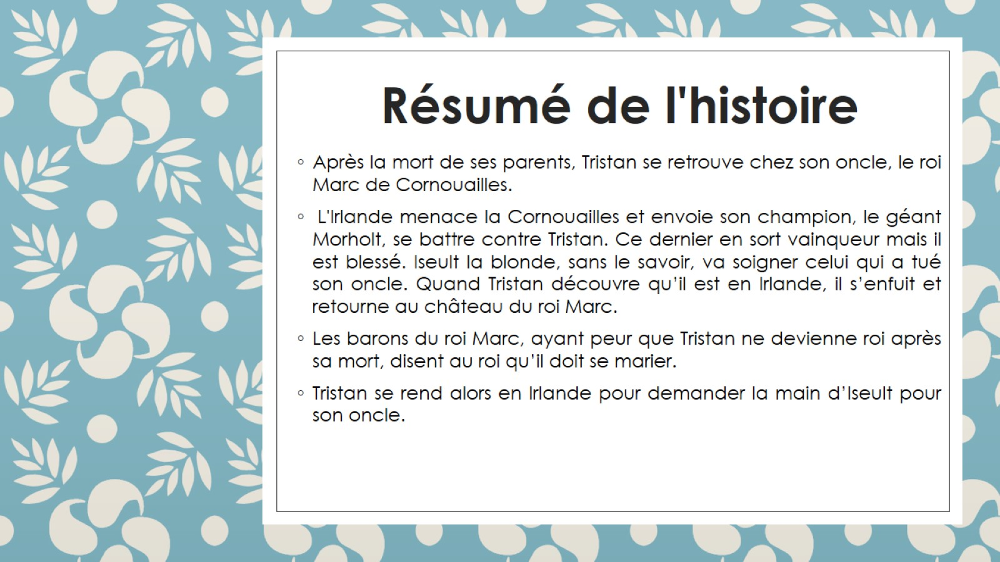 Résumé de l'histoire
◦ Après la mort de ses parents, Tristan se retrouve chez son oncle, le roi
Marc de Cornouailles.
◦ L'Irlande menace la Cornouailles et envoie son champion, le géant
Morholt, se battre contre Tristan. Ce dernier en sort vainqueur mais il
est blessé. Iseult la blonde, sans le savoir, va soigner celui qui a tué
son oncle. Quand Tristan découvre qu’il est en Irlande, il s’enfuit et
retourne au château du roi Marc.
◦ Les barons du roi Marc, ayant peur que Tristan ne devienne roi après
sa mort, disent au roi qu’il doit se marier.
◦ Tristan se rend alors en Irlande pour demander la main d’Iseult pour
son oncle.